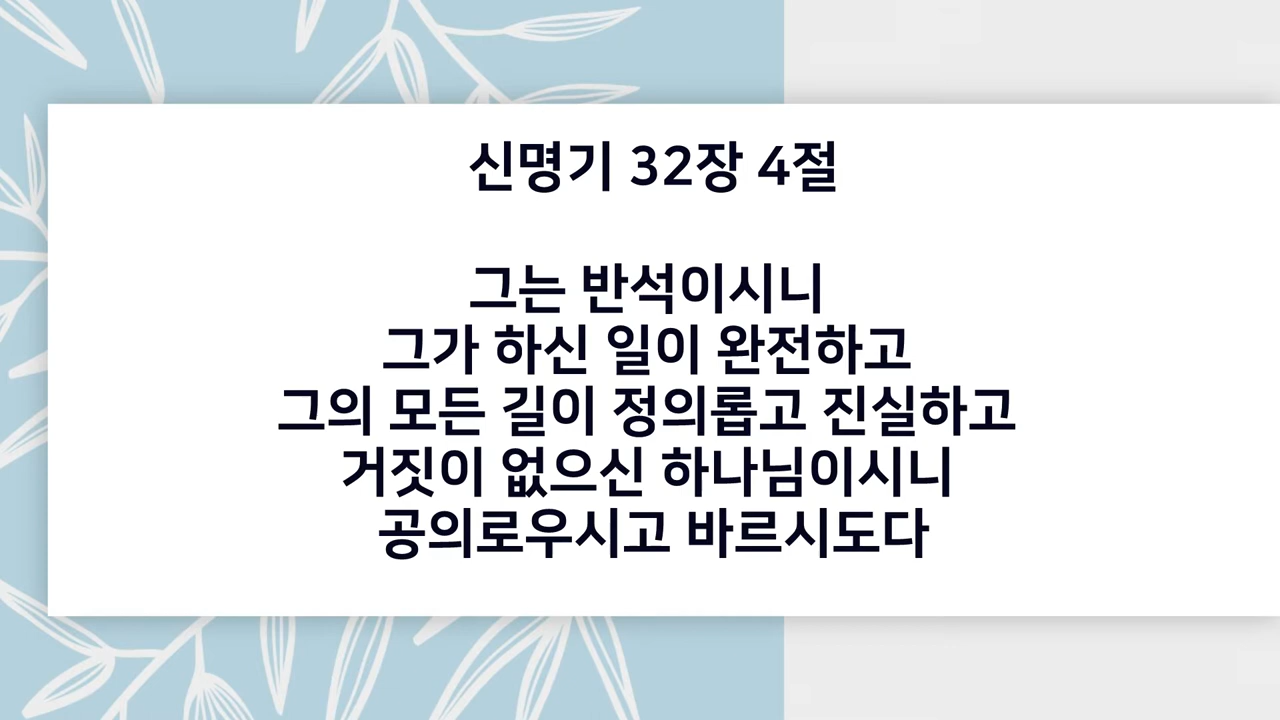 신명기 32장 4절
그는 반석이시니
그가 하신 일이 완전하고
그의 모든 길이 정의롭고 진실하고
거짓이 없으신 하나님이시니
공의로우시고 바르시도다